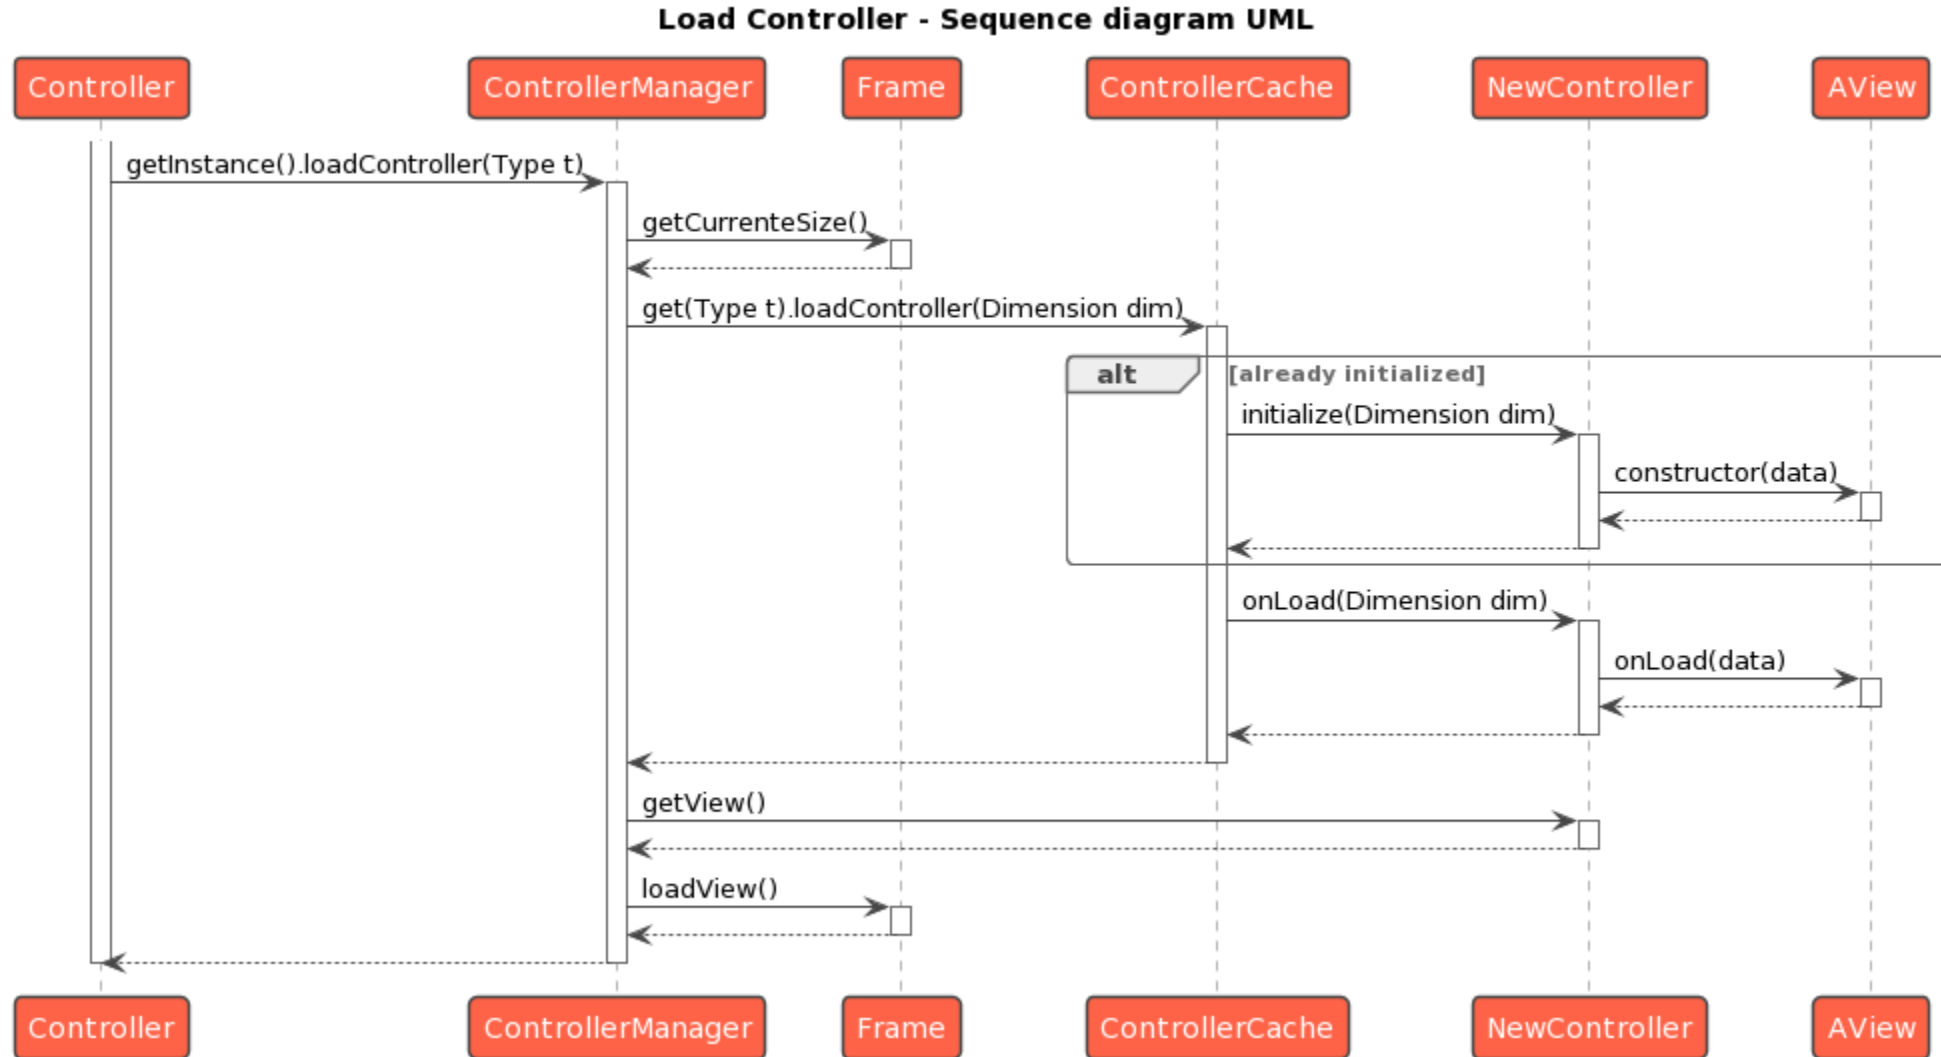 Load Controller - Sequence diagram UML
Controller
ControllerManager
Frame
ControllerCache
NewController
AView
getInstance().loadController(Type t)
getCurrenteSize()
get(Type t).loadController(Dimension dim)
alt
[already initialized]
initialize(Dimension dim)
constructor(data)
onLoad(Dimension dim)
onLoad(data)
getView()
loadView()
Controller
ControllerManager
Frame
ControllerCache
NewController
AView